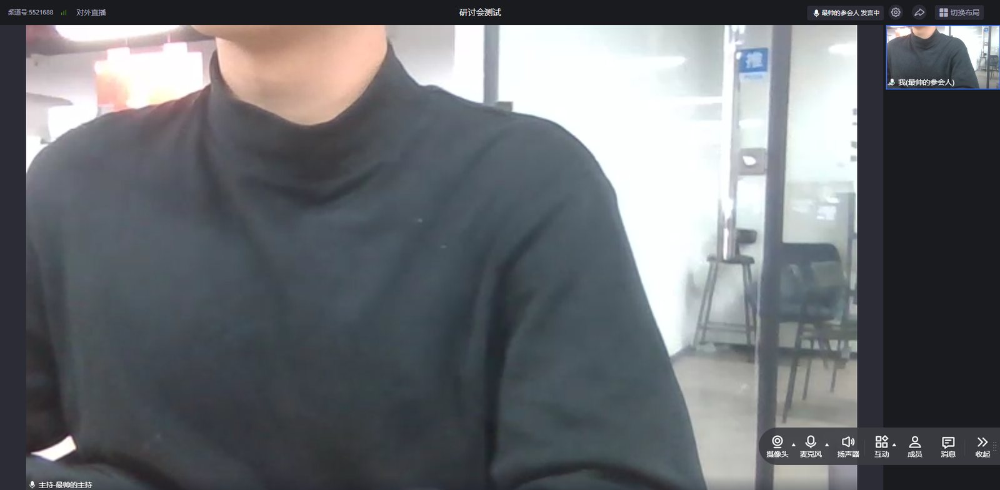 频道号:5521688 对外直播
研讨会测试
最帅的参会人 发言中
切换布局
推
我(最帅的参会人)
摄像头 麦克风 扬声器 互动 成员 消息 收起
主持-最帅的主持